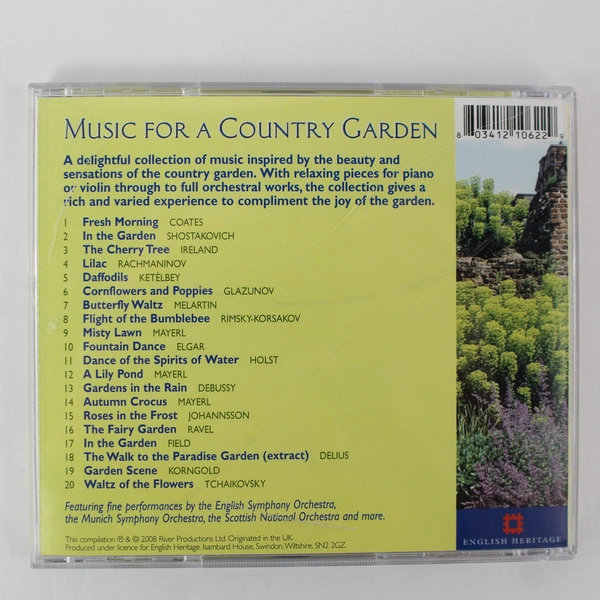 MUSIC FOR A COUNTRY GARDEN
8 03412 10622 9
A delightful collection of music inspired by the beauty and
sensations of the country garden. With relaxing pieces for piano
or violin through to full orchestral works, the collection gives a
rich and varied experience to compliment the joy of the garden.
1 Fresh Morning COATES
2 In the Garden SHOSTAKOVICH
3 The Cherry Tree IRELAND
4 Lilac RACHMANINOV
5 Daffodils KETÈLBEY
6 Cornflowers and Poppies GLAZUNOV
7 Butterfly Waltz MELARTIN
8 Flight of the Bumblebee RIMSKY-KORSAKOV
9 Misty Lawn MAYERL
10 Fountain Dance ELGAR
11 Dance of the Spirits of Water HOLST
12 A Lily Pond MAYERL
13 Gardens in the Rain DEBUSSY
14 Autumn Crocus MAYERL
15 Roses in the Frost JOHANNSSON
16 The Fairy Garden RAVEL
17 In the Garden FIELD
18 The Walk to the Paradise Garden (extract) DELIUS
19 Garden Scene KORNGOLD
20 Waltz of the Flowers TCHAIKOVSKY
Featuring fine performances by the English Symphony Orchestra,
the Munich Symphony Orchestra, the Scottish National Orchestra and more.
This compilation ℗ & © 2008 River Productions Ltd. Originated in the UK.
Produced under licence for English Heritage, Isambard House, Swindon, Wiltshire, SN2 2GZ.
ENGLISH HERITAGE